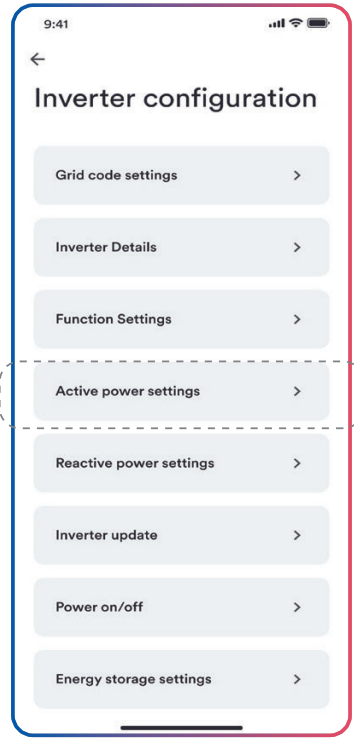 9:41
Inverter configuration
Grid code settings
Inverter Details
Function Settings
Active power settings
Reactive power settings
Inverter update
Power on/off
Energy storage settings